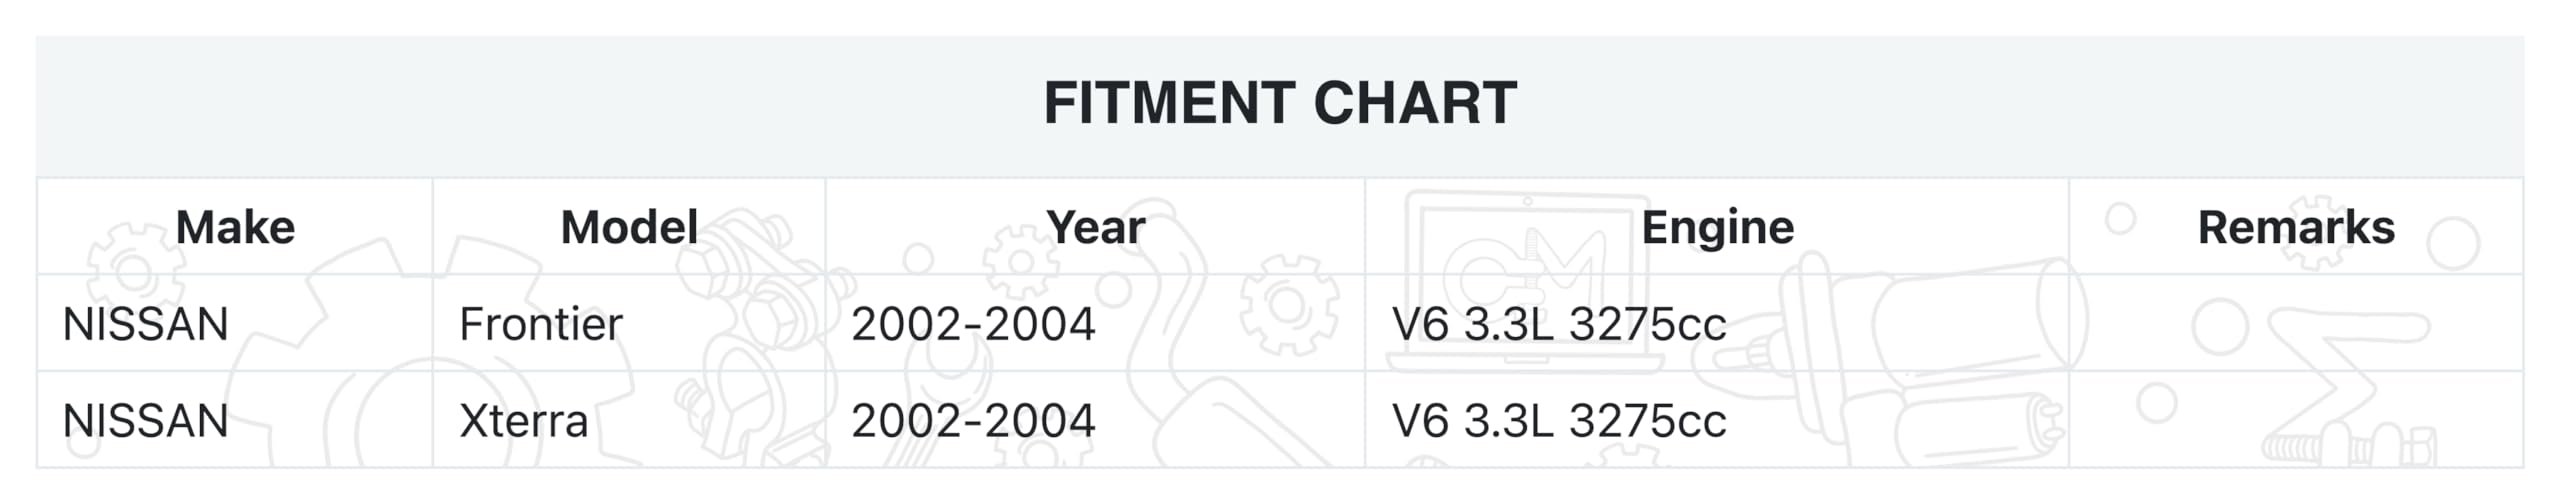 FITMENT CHART
Make Model Year Engine Remarks
NISSAN Frontier 2002-2004 V6 3.3L 3275cc
NISSAN Xterra 2002-2004 V6 3.3L 3275cc